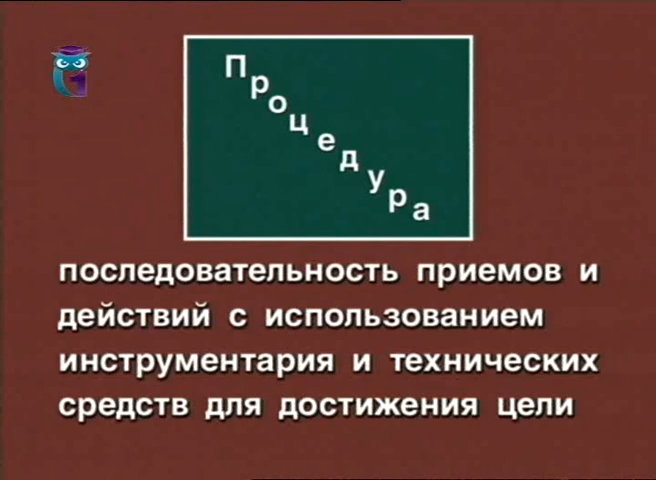 Процедура
последовательность приемов и
действий с использованием
инструментария и технических
средств для достижения цели